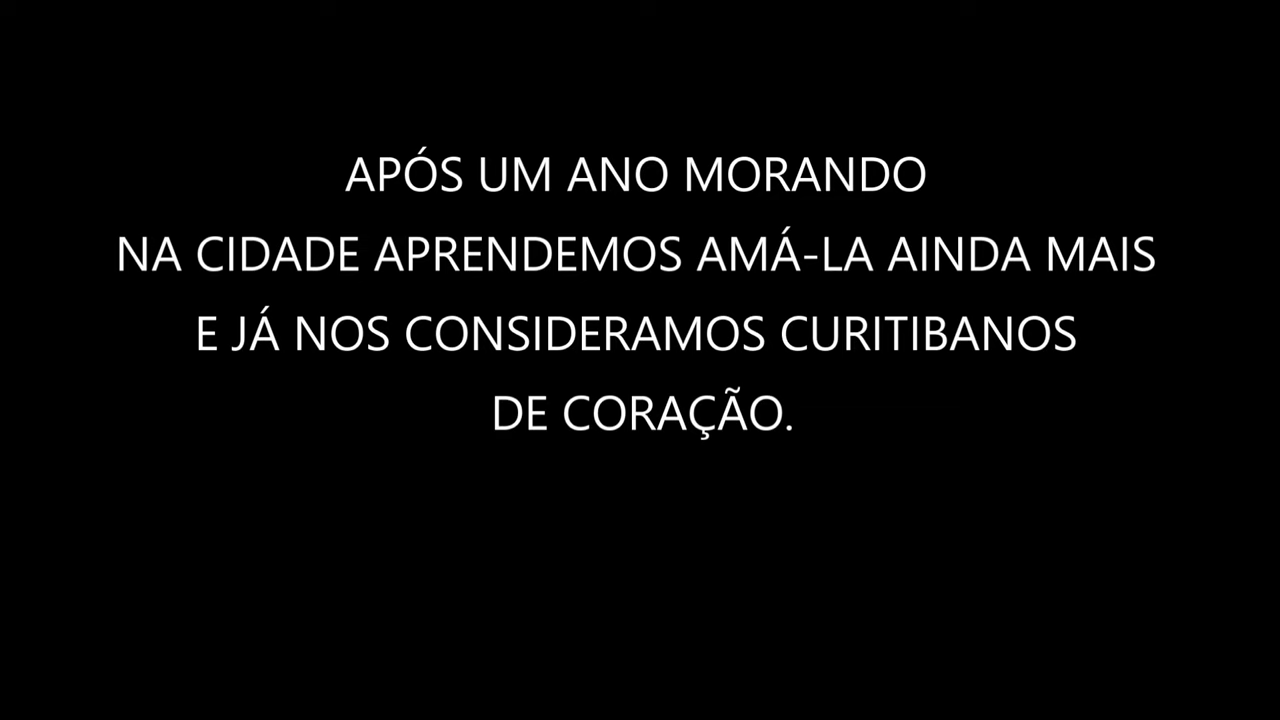 APÓS UM ANO MORANDO
NA CIDADE APRENDEMOS AMÁ-LA AINDA MAIS
E JÁ NOS CONSIDERAMOS CURITIBANOS
DE CORAÇÃO.